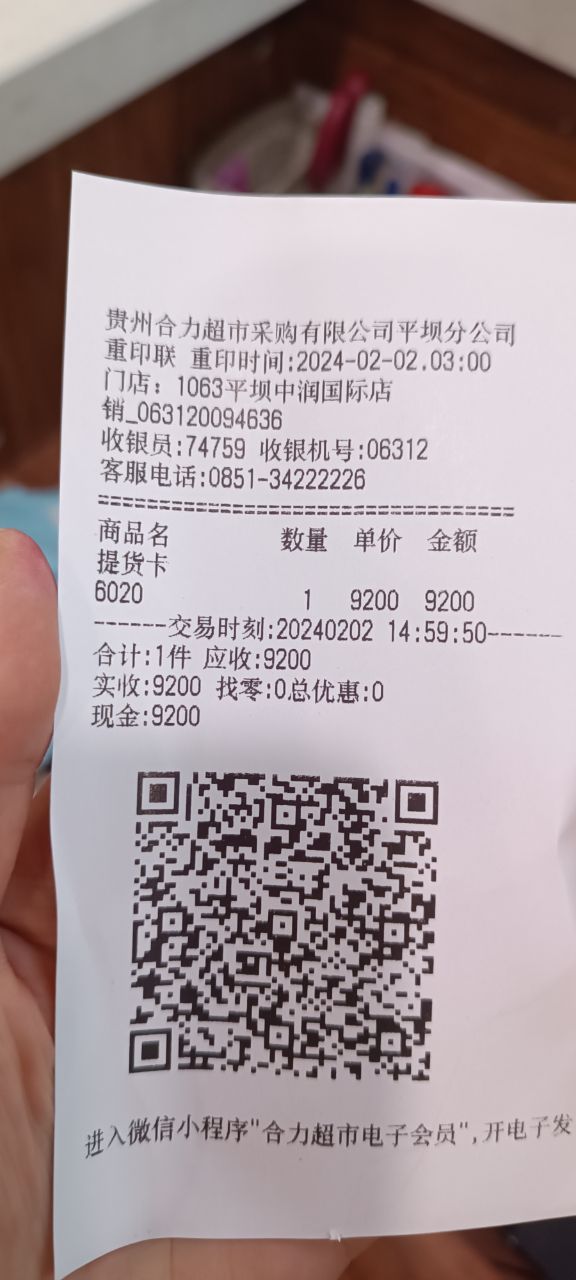 贵州合力超市采购有限公司平坝分公司
重印联 重印时间:2024-02-02.03:00
门店: 1063平坝中润国际店
销_063120094636
收银员:74759 收银机号:06312
客服电话:0851-34222226
===================================
商品名 数量 单价 金额
提货卡
6020 1 9200 9200
------交易时刻:20240202 14:59:50------
合计:1件 应收:9200
实收:9200 找零:0总优惠:0
现金:9200
进入微信小程序"合力超市电子会员",开电子发